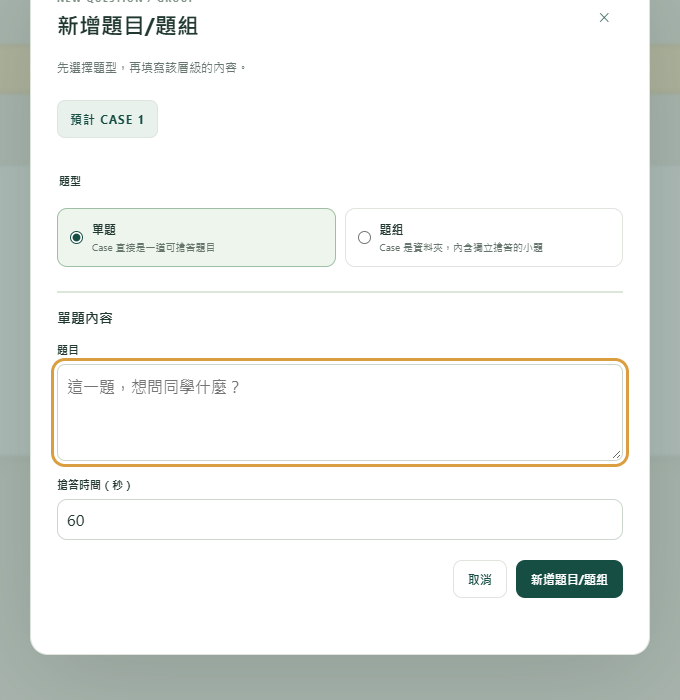 新增題目/題組
先選擇題型，再填寫該層級的內容。
預計 CASE 1
題型
單題
Case 直接是一道可搶答題目
題組
Case 是資料夾，內含獨立搶答的小題
單題內容
題目
這一題，想問同學什麼？
搶答時間（秒）
60
取消
新增題目/題組